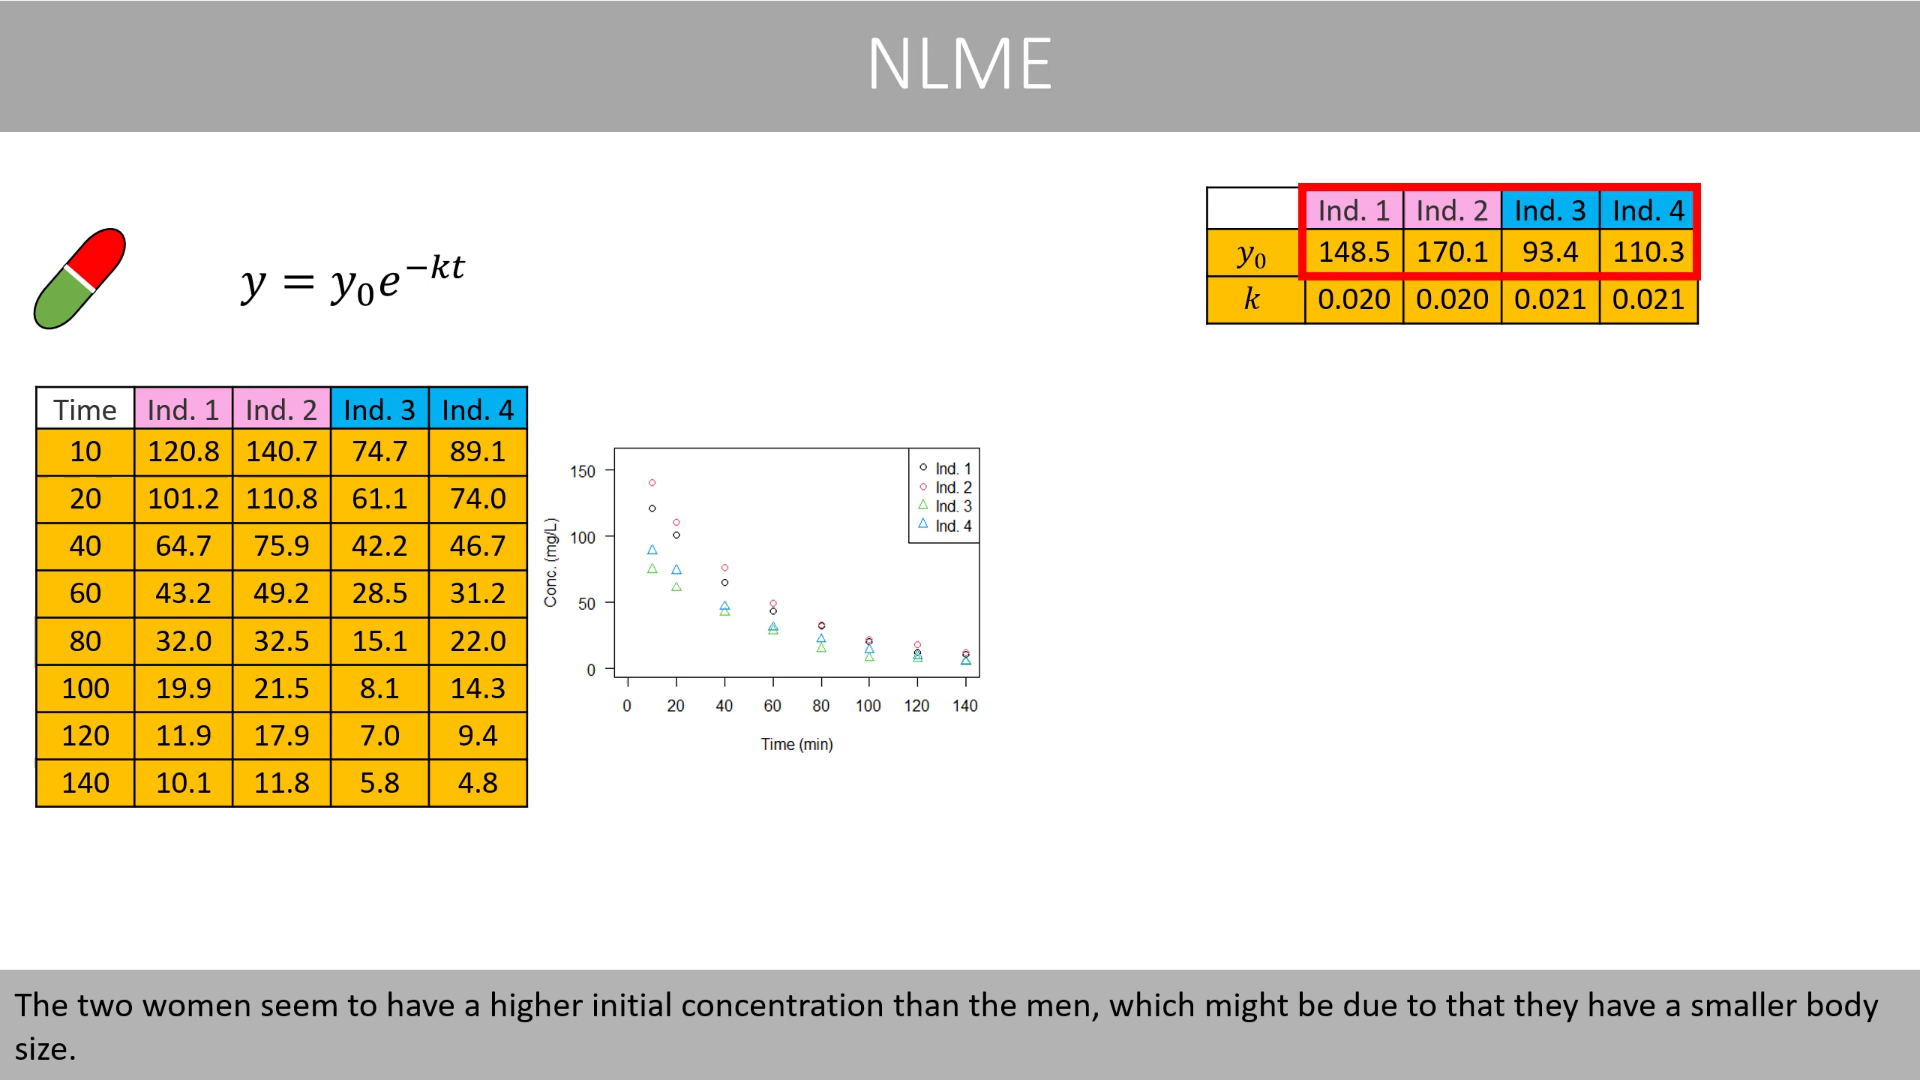 NLME
y = y₀e⁻ᵏᵗ
Ind. 1 Ind. 2 Ind. 3 Ind. 4
y₀ 148.5 170.1 93.4 110.3
k 0.020 0.020 0.021 0.021
Time Ind. 1 Ind. 2 Ind. 3 Ind. 4
10 120.8 140.7 74.7 89.1
20 101.2 110.8 61.1 74.0
40 64.7 75.9 42.2 46.7
60 43.2 49.2 28.5 31.2
80 32.0 32.5 15.1 22.0
100 19.9 21.5 8.1 14.3
120 11.9 17.9 7.0 9.4
140 10.1 11.8 5.8 4.8
Conc. (mg/L)
150
100
50
0
Ind. 1
Ind. 2
Ind. 3
Ind. 4
0 20 40 60 80 100 120 140
Time (min)
The two women seem to have a higher initial concentration than the men, which might be due to that they have a smaller body
size.